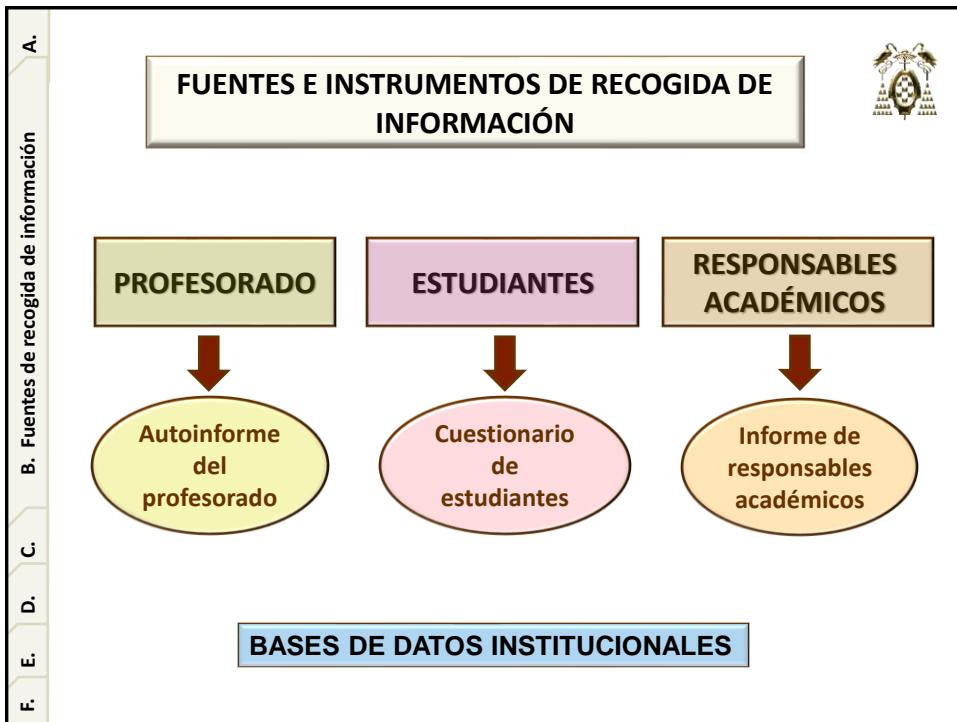 A.
B. Fuentes de recogida de información
C.
D.
E.
F.
FUENTES E INSTRUMENTOS DE RECOGIDA DE
INFORMACIÓN
PROFESORADO
ESTUDIANTES
RESPONSABLES
ACADÉMICOS
Autoinforme
del
profesorado
Cuestionario
de
estudiantes
Informe de
responsables
académicos
BASES DE DATOS INSTITUCIONALES